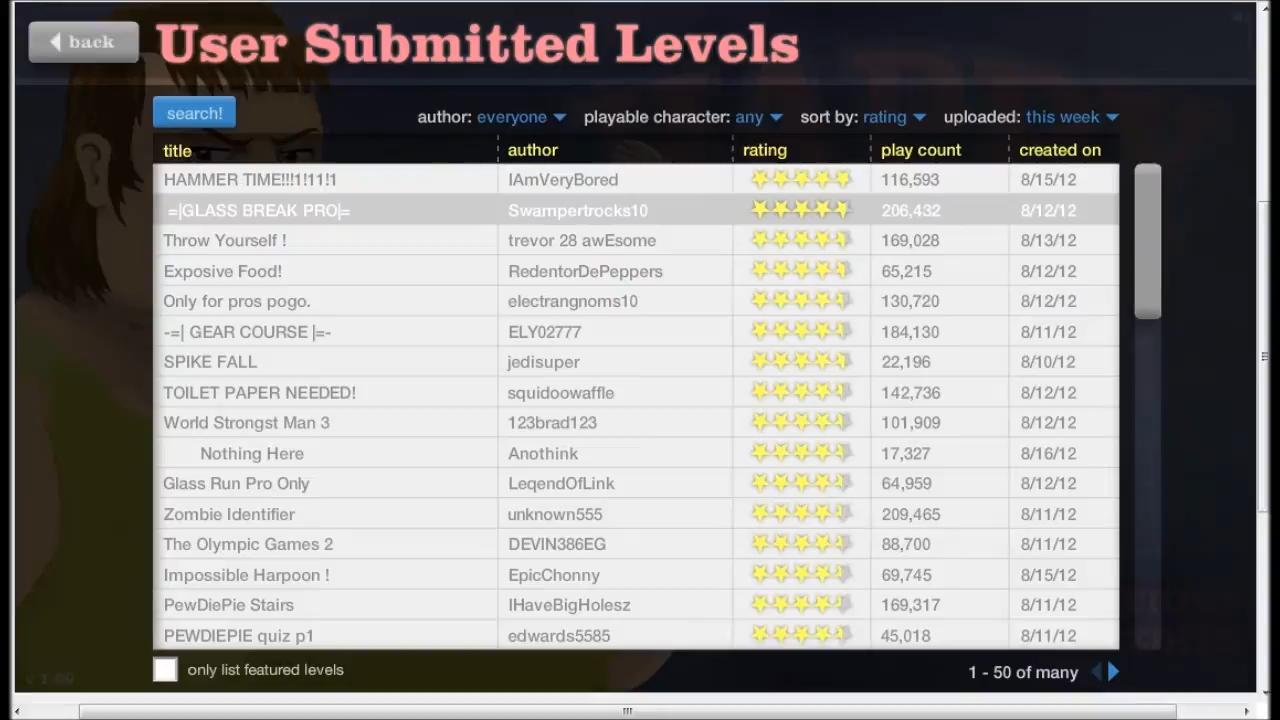 back
User Submitted Levels
search!
author: everyone playable character: any sort by: rating uploaded: this week
title author rating play count created on
HAMMER TIME!!!1!11!1 IAmVeryBored 116,593 8/15/12
=|GLASS BREAK PRO|= Swampertrocks10 206,432 8/12/12
Throw Yourself ! trevor 28 awEsome 169,028 8/13/12
Exposive Food! RedentorDePeppers 65,215 8/12/12
Only for pros pogo. electrangnoms10 130,720 8/12/12
-=| GEAR COURSE |=- ELY02777 184,130 8/11/12
SPIKE FALL jedisuper 22,196 8/10/12
TOILET PAPER NEEDED! squidoowaffle 142,736 8/12/12
World Strongst Man 3 123brad123 101,909 8/12/12
Nothing Here Anothink 17,327 8/16/12
Glass Run Pro Only LeqendOfLink 64,959 8/12/12
Zombie Identifier unknown555 209,465 8/11/12
The Olympic Games 2 DEVIN386EG 88,700 8/11/12
Impossible Harpoon ! EpicChonny 69,745 8/15/12
PewDiePie Stairs IHaveBigHolesz 169,317 8/11/12
PEWDIEPIE quiz p1 edwards5585 45,018 8/11/12
only list featured levels 1 - 50 of many